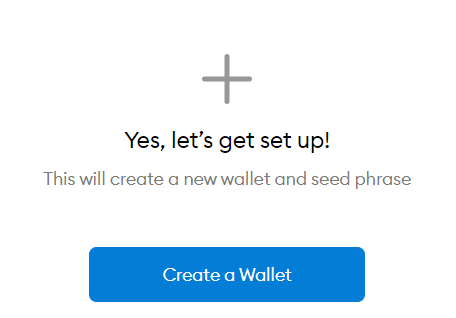 Yes, let’s get set up!
This will create a new wallet and seed phrase
Create a Wallet